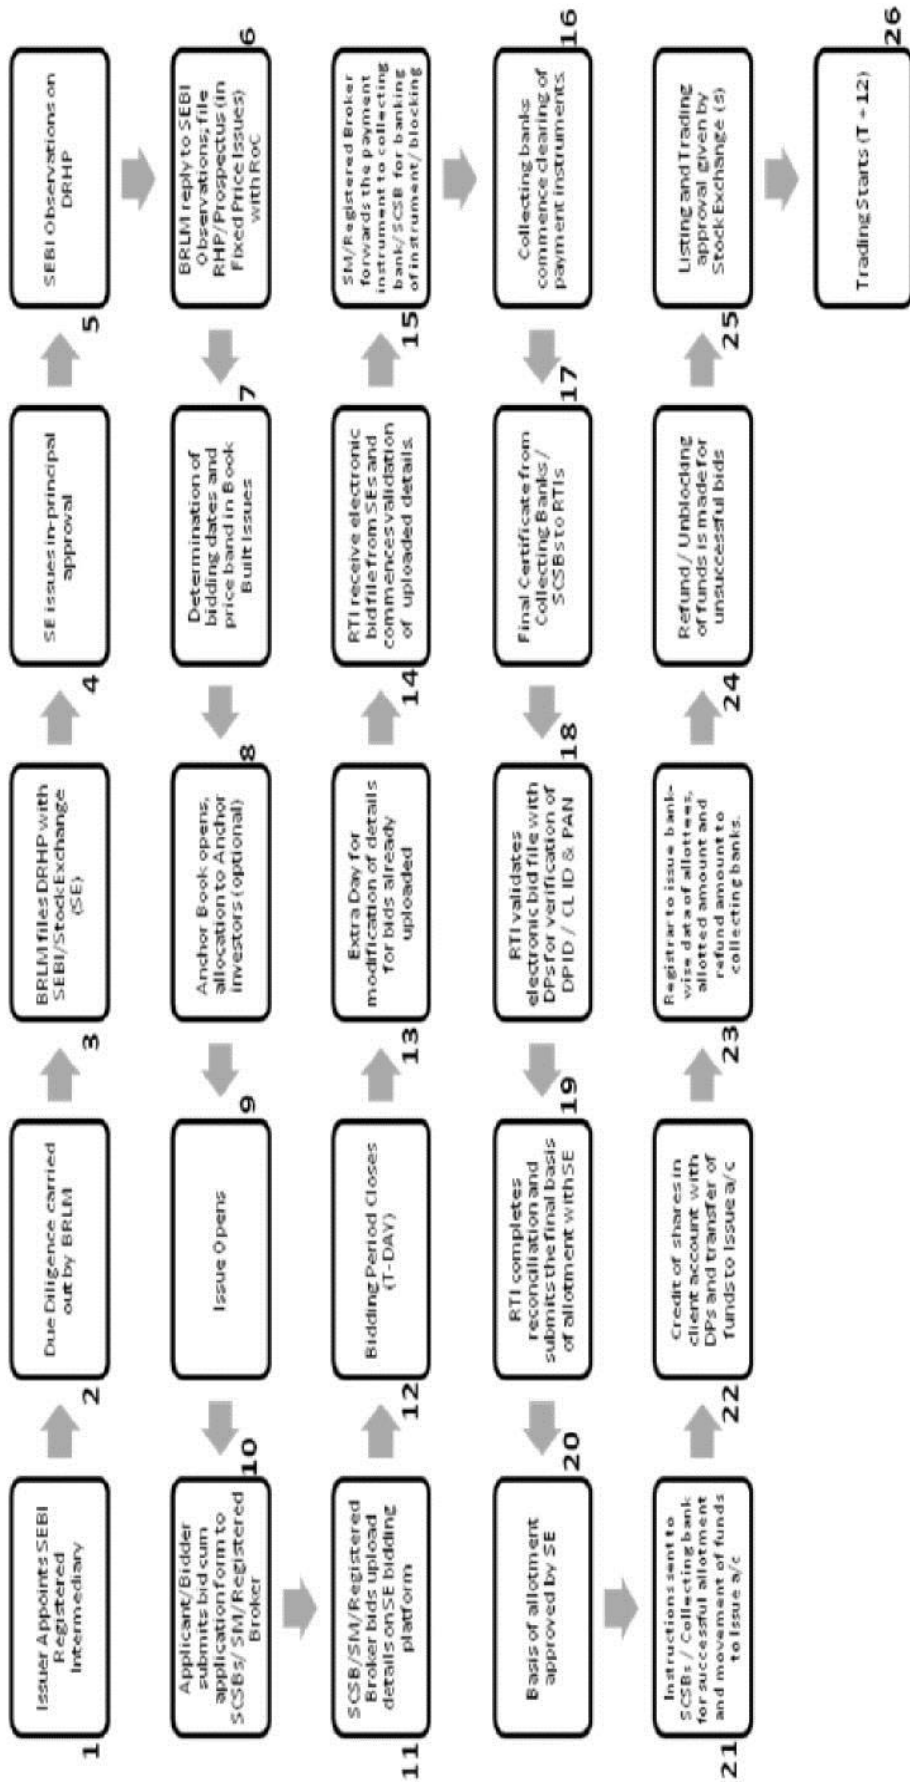 1
Issuer Appoints SEBI
Registered
Intermediary
2
Due Diligence carried
out by BRLM
3
BRLM files DRHP with
SEBI/Stock Exchange
(SE)
4
SE issues in-principal
approval
5
SEBI Observations on
DRHP
6
BRLM reply to SEBI
Observations; file
RHP/Prospectus (in
Fixed Price Issues)
with RoC
7
Determination of
bidding dates and
price band in Book
Built Issues
8
Anchor Book opens,
allocation to Anchor
investors (optional)
9
Issue Opens
10
Applicant/Bidder
submits bid cum
application form to
SCSBs/ SM/Registered
Broker
11
SCSB/SM/Registered
Broker bids upload
details on SE bidding
platform
12
Bidding Period Closes
(T-DAY)
13
Extra Day for
modification of details
for bids already
uploaded
14
RTI receive electronic
bid file from SEs and
commences validation
of uploaded details.
15
SM/Registered Broker
forwards the payment
instrument to collecting
bank/SCSB for banking
of instrument/ blocking
16
Collecting banks
commence clearing of
payment instruments.
17
Final Certificate from
Collecting Banks /
SCSBs to RTIs
18
RTI validates
electronic bid file with
DPs for verification of
DPID / CL ID & PAN
19
RTI completes
reconciliation and
submits the final basis
of allotment with SE
20
Basis of allotment
approved by SE
21
Instructions sent to
SCSBs / Collecting bank
for successful allotment
and movement of funds
to Issue a/c
22
Credit of shares in
client account with
DPs and transfer of
funds to Issue a/c
23
Registrar to issue bank-
wise data of allottees,
allotted amount and
refund amount to
collecting banks.
24
Refund / Unblocking
of funds is made for
unsuccessful bids
25
Listing and Trading
approval given by
Stock Exchange (s)
26
Trading Starts (T + 12)